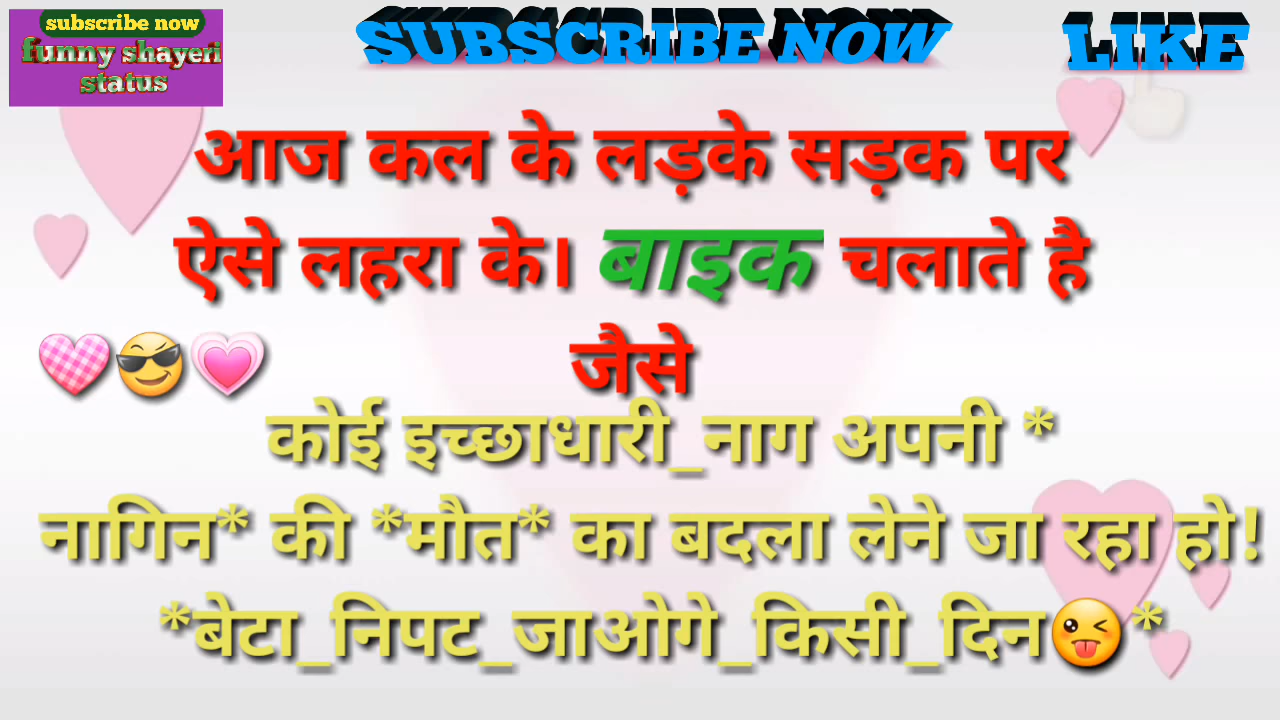 subscribe now
funny shayeri
status
SUBSCRIBE NOW
LIKE
आज कल के लड़के सड़क पर
ऐसे लहरा के। बाइक चलाते है
जैसे
कोई इच्छाधारी_नाग अपनी *
नागिन* की *मौत* का बदला लेने जा रहा हो!
*बेटा_निपट_जाओगे_किसी_दिन😜*